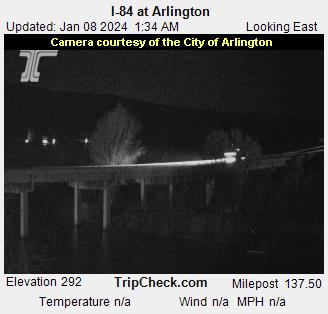 I-84 at Arlington
Updated: Jan 08 2024 1:34 AM Looking East
Camera courtesy of the City of Arlington
Elevation 292 TripCheck.com Milepost 137.50
Temperature n/a Wind n/a MPH n/a